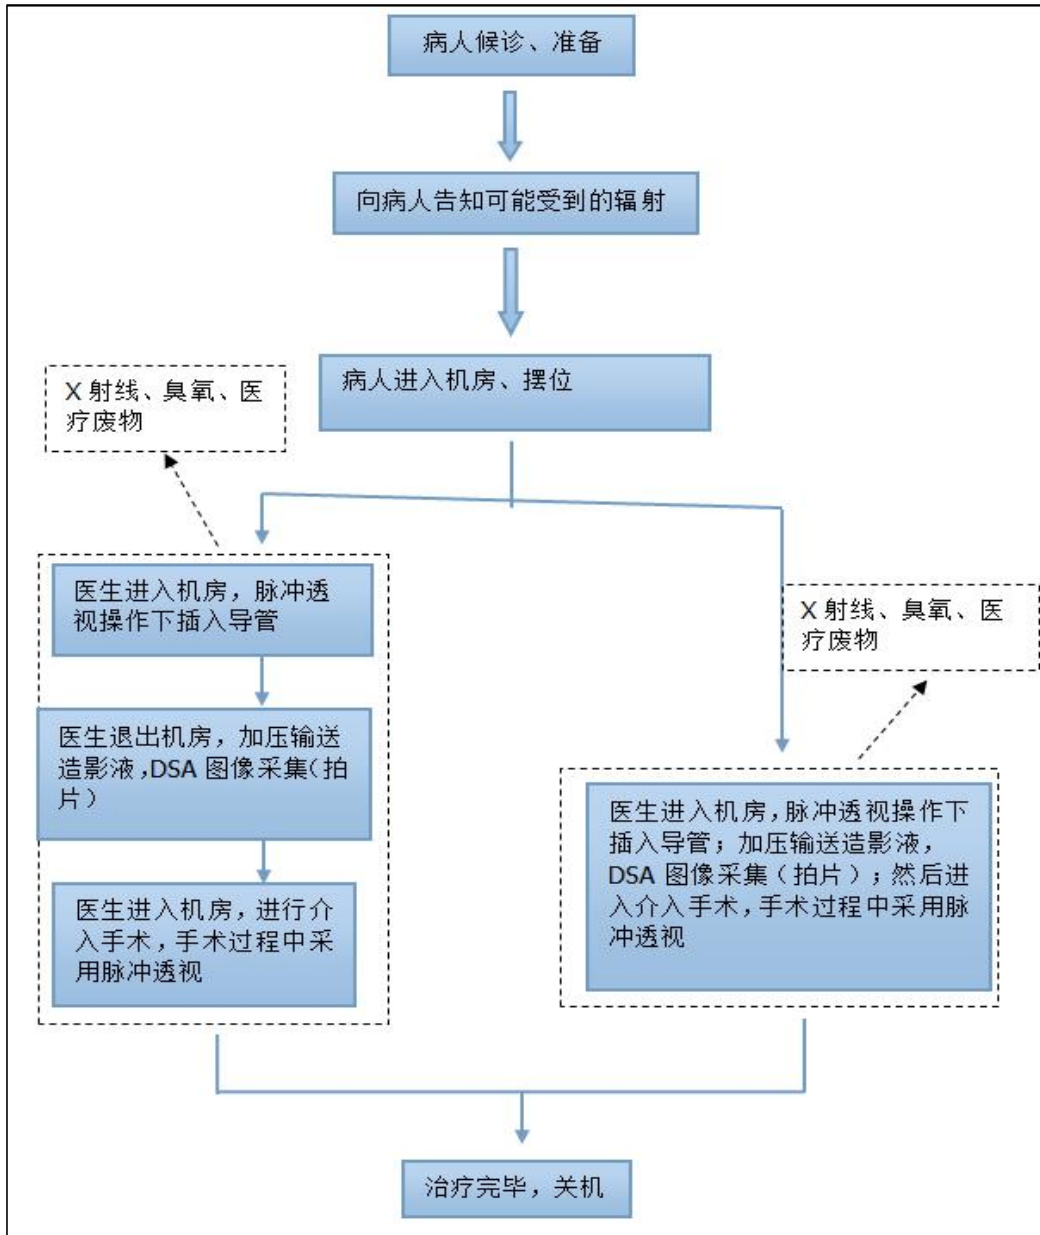 病人候诊、准备
向病人告知可能受到的辐射
病人进入机房、摆位
X 射线、臭氧、医
疗废物
医生进入机房，脉冲透
视操作下插入导管
医生退出机房，加压输送
造影液，DSA 图像采集（拍
片）
医生进入机房，进行介
入手术，手术过程中采
用脉冲透视
X 射线、臭氧、医
疗废物
医生进入机房，脉冲透视操作下
插入导管；加压输送造影液，
DSA 图像采集（拍片）；然后进
入介入手术，手术过程中采用脉
冲透视
治疗完毕，关机